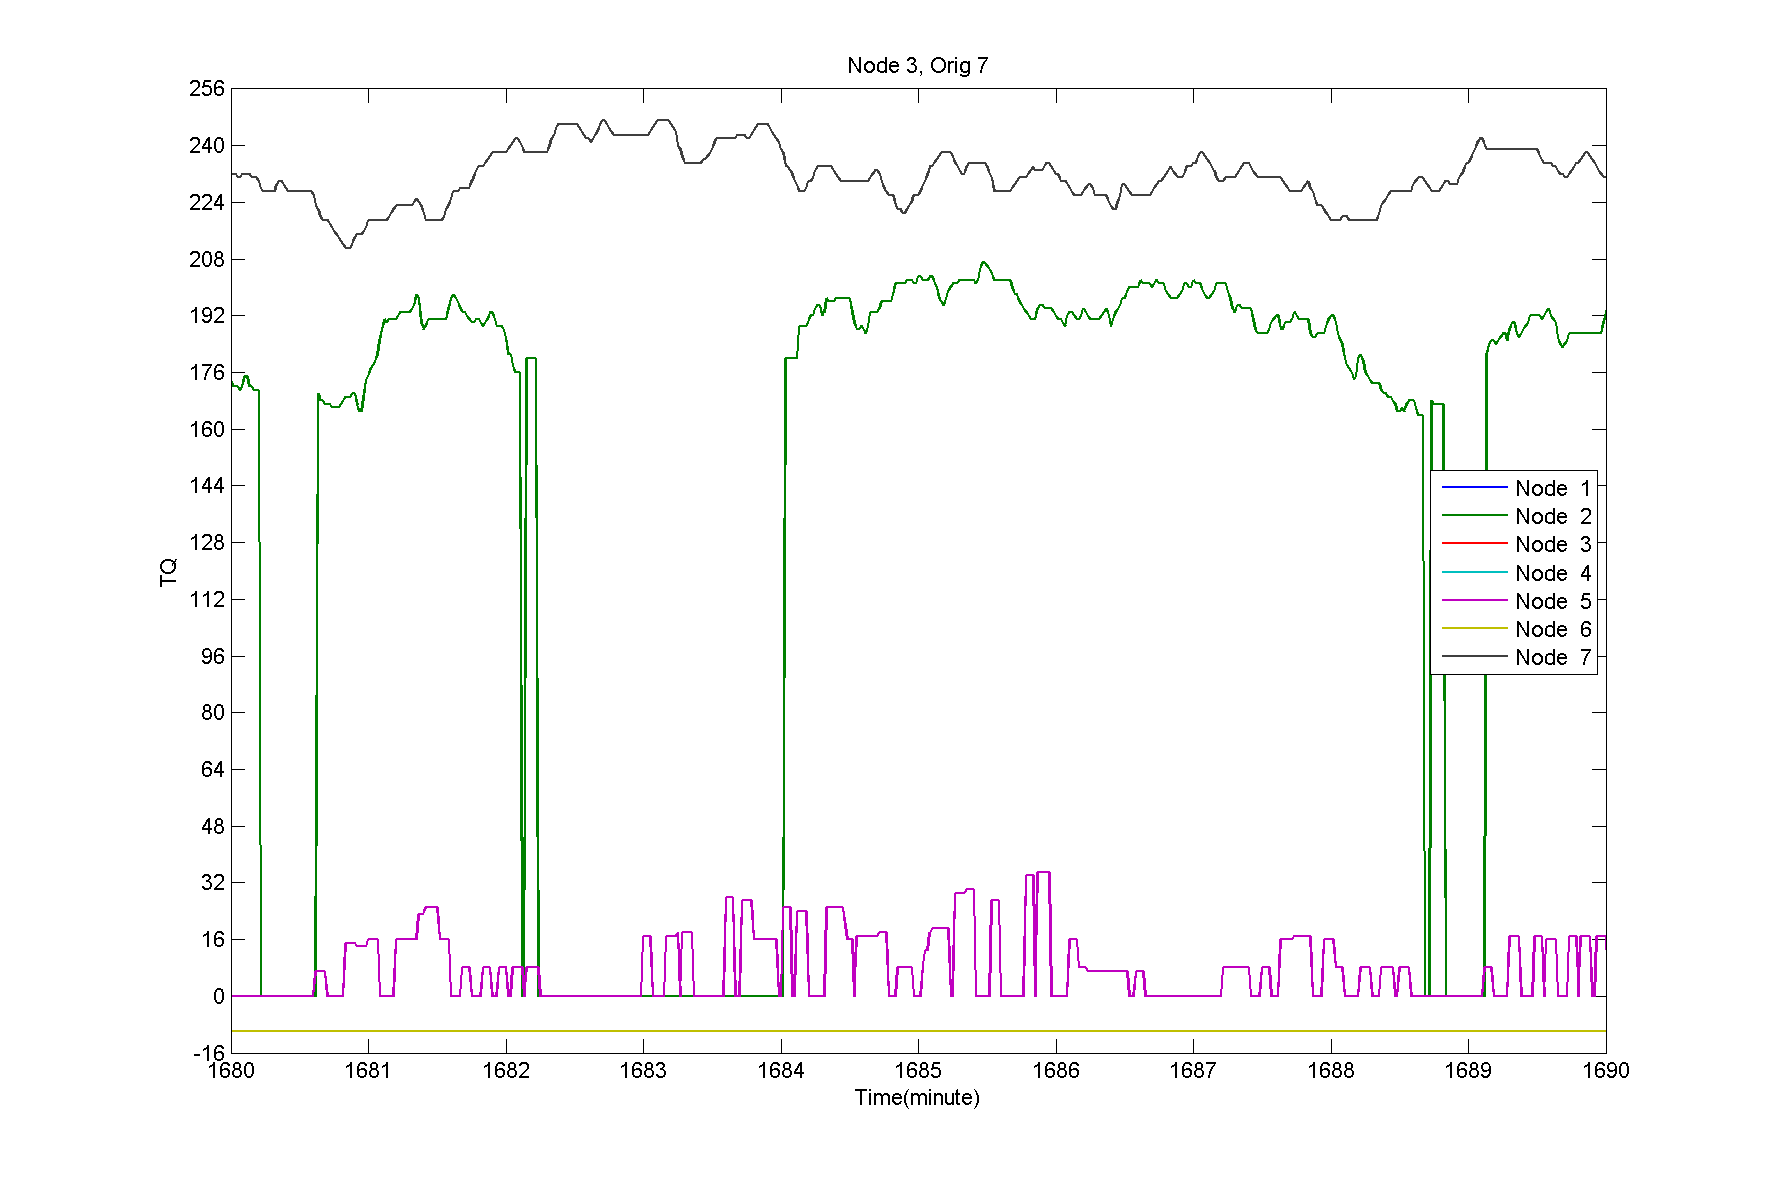 Node 3, Orig 7
256
240
224
208
192
176
160
144
128
112
96
80
64
48
32
16
0
-16
TQ
Node 1
Node 2
Node 3
Node 4
Node 5
Node 6
Node 7
1680 1681 1682 1683 1684 1685 1686 1687 1688 1689 1690
Time(minute)